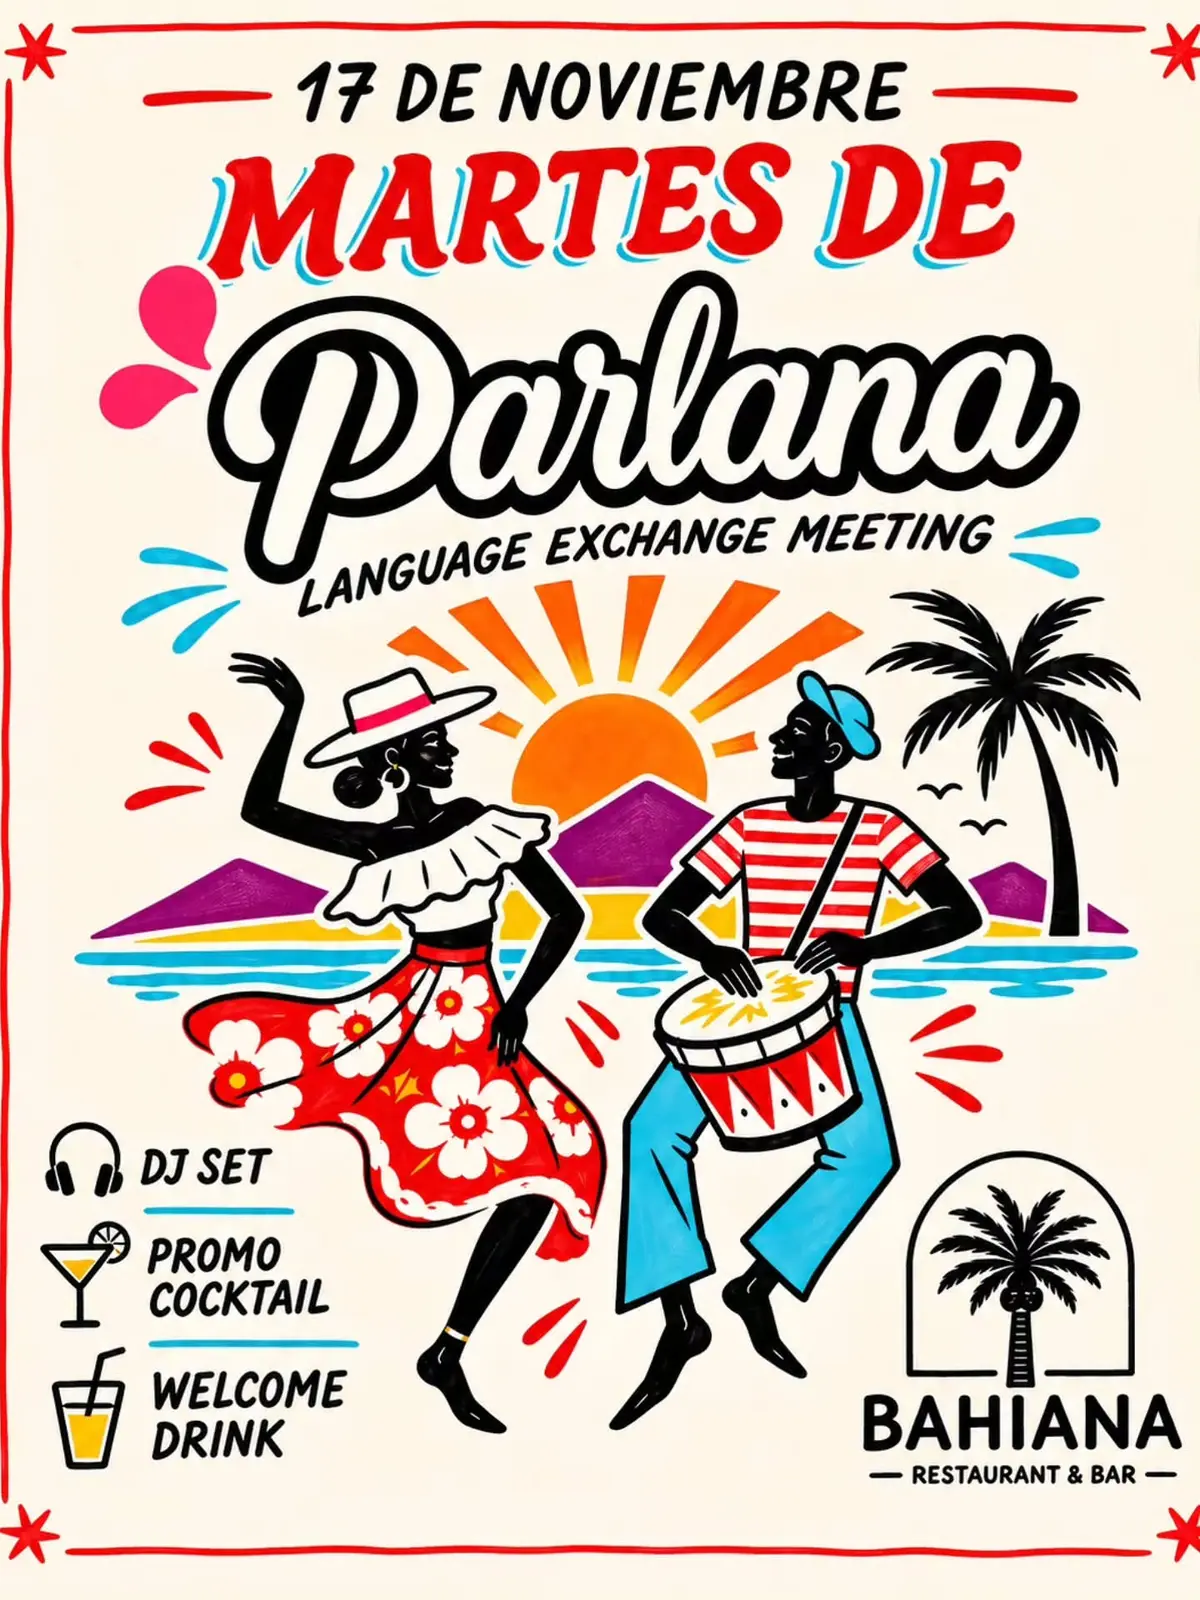 17 DE NOVIEMBRE
MARTES DE
Parlana
LANGUAGE EXCHANGE MEETING
DJ SET
PROMO
COCKTAIL
WELCOME
DRINK
BAHIANA
RESTAURANT & BAR